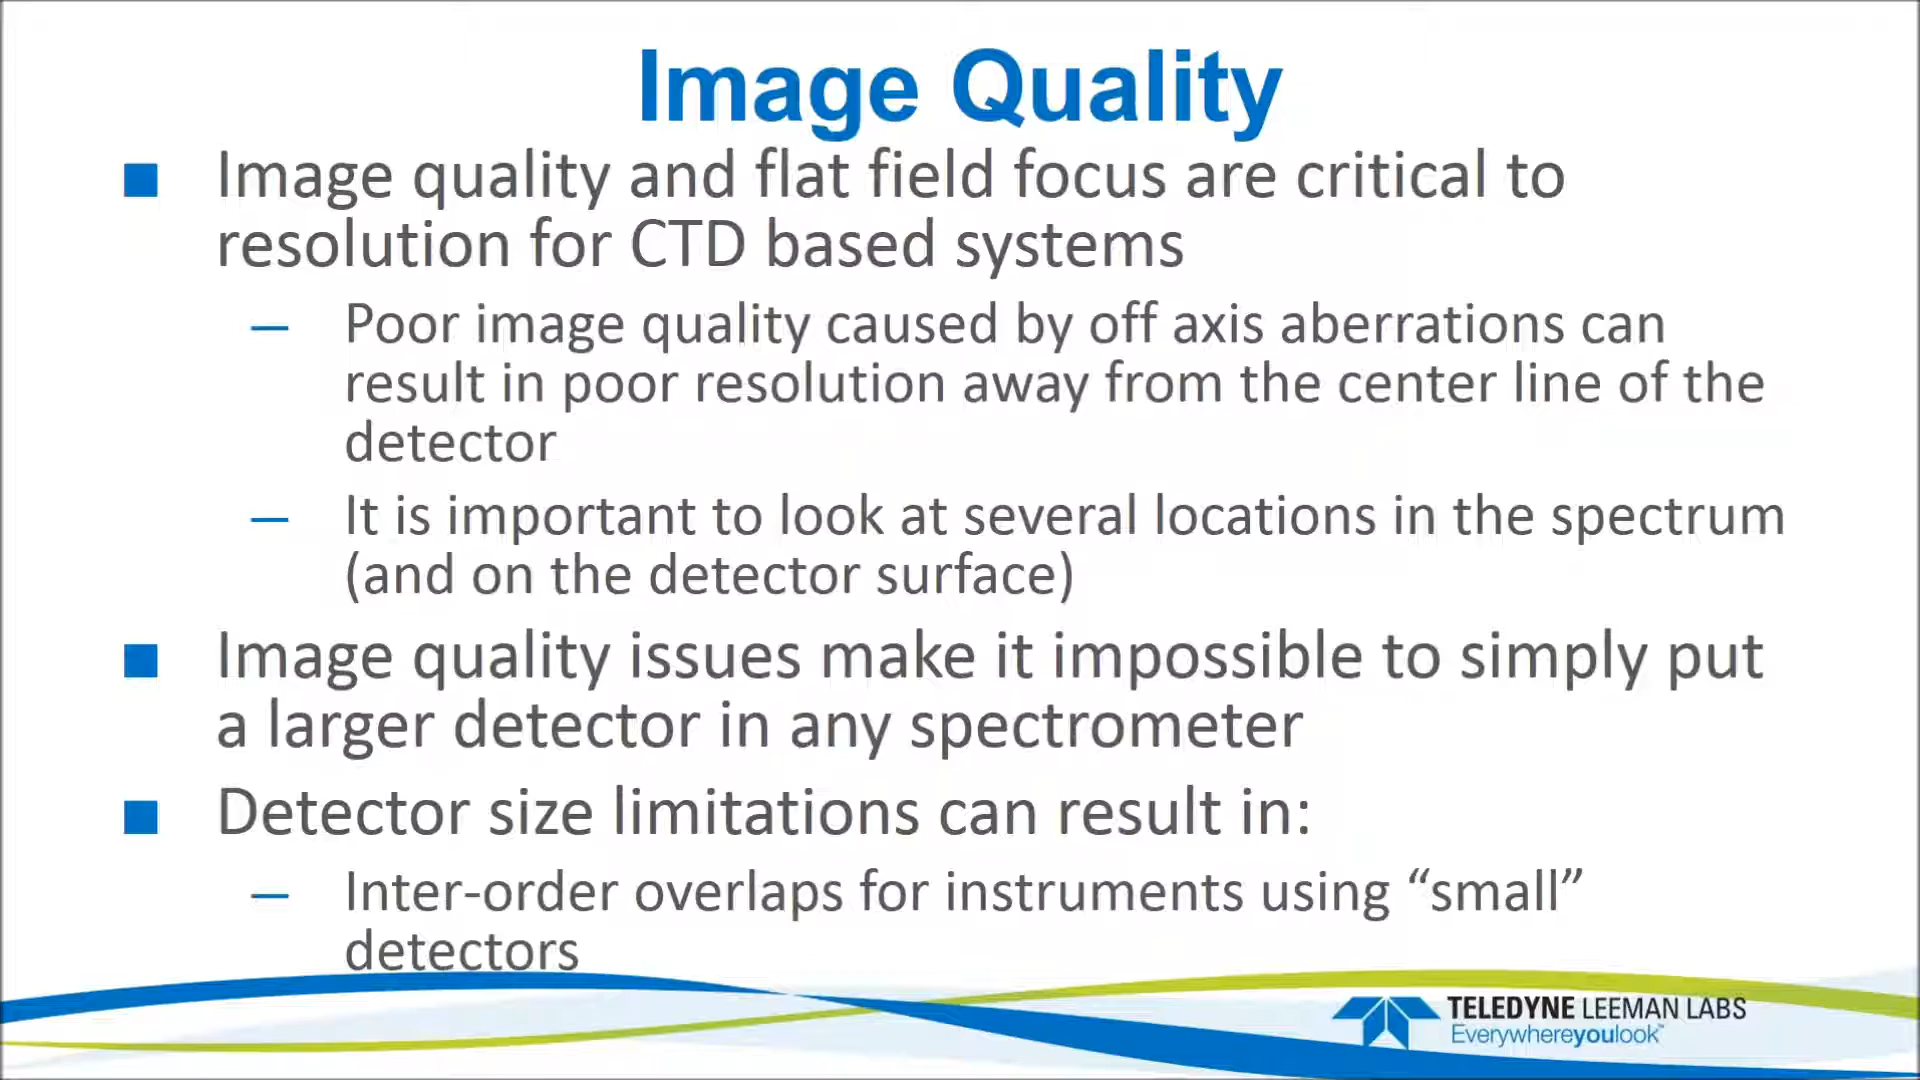 Image Quality
■ Image quality and flat field focus are critical to
resolution for CTD based systems
– Poor image quality caused by off axis aberrations can
result in poor resolution away from the center line of the
detector
– It is important to look at several locations in the spectrum
(and on the detector surface)
■ Image quality issues make it impossible to simply put
a larger detector in any spectrometer
■ Detector size limitations can result in:
– Inter-order overlaps for instruments using “small”
detectors
TELEDYNE LEEMAN LABS
Everywhereyoulook™